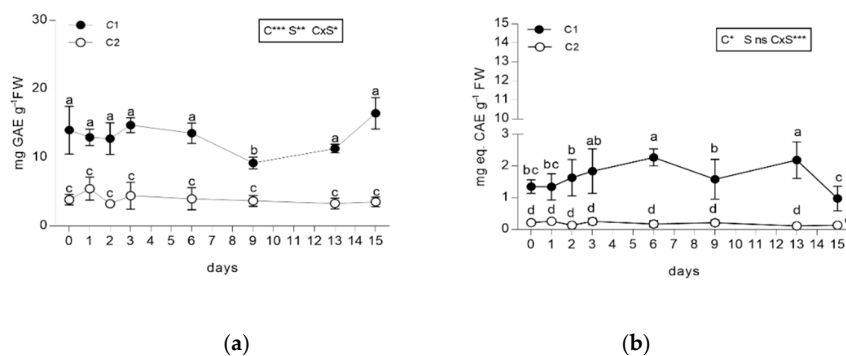 30
20
10
0
mg GAE g-1FW
C1
C2
C*** S** CxS*
a a a a a b a a
c c c c c c c c
0 1 2 3 4 5 6 7 8 9 10 11 12 13 14 15
days
(a)
15
14
13
12
11
10
3
2
1
0
mg eq. CAE g-1 FW
C1
C2
C* S ns CxS***
bc bc b ab a b a c
d d d d d d d
0 1 2 3 4 5 6 7 8 9 10 11 12 13 14 15
days
(b)